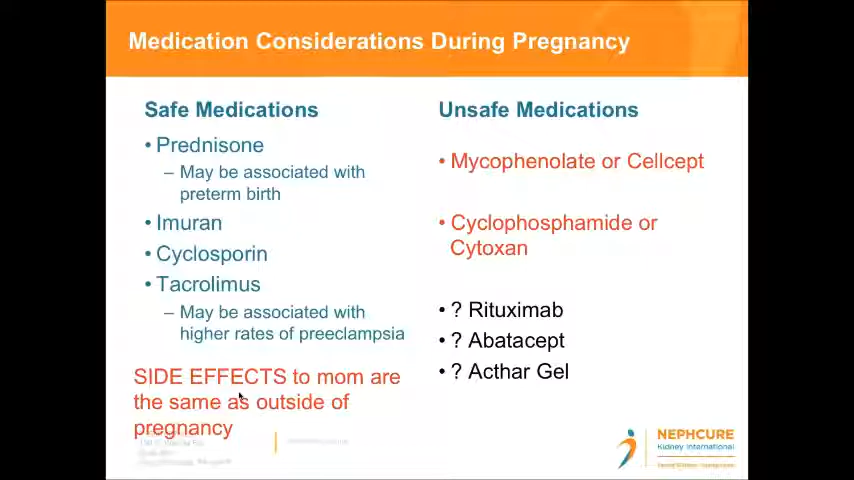 Medication Considerations During Pregnancy
Safe Medications
• Prednisone
– May be associated with
preterm birth
• Imuran
• Cyclosporin
• Tacrolimus
– May be associated with
higher rates of preeclampsia
SIDE EFFECTS to mom are
the same as outside of
pregnancy
Unsafe Medications
• Mycophenolate or Cellcept
• Cyclophosphamide or
Cytoxan
• ? Rituximab
• ? Abatacept
• ? Acthar Gel
NEPHCURE
Kidney International